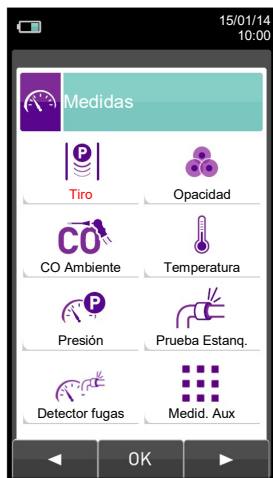 15/01/14
10:00
Medidas
P
Tiro
Opacidad
CO
CO Ambiente
Temperatura
P
Presión
Prueba Estanq.
Detector fugas
Medid. Aux
OK